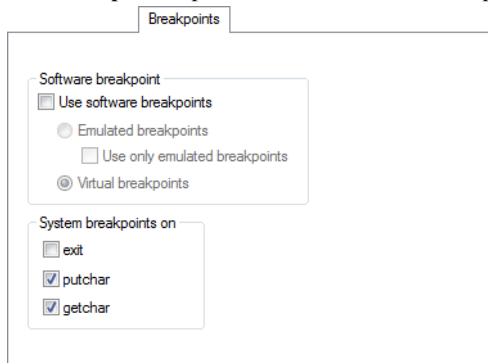 Breakpoints
Software breakpoint
Use software breakpoints
Emulated breakpoints
Use only emulated breakpoints
Virtual breakpoints
System breakpoints on
exit
putchar
getchar